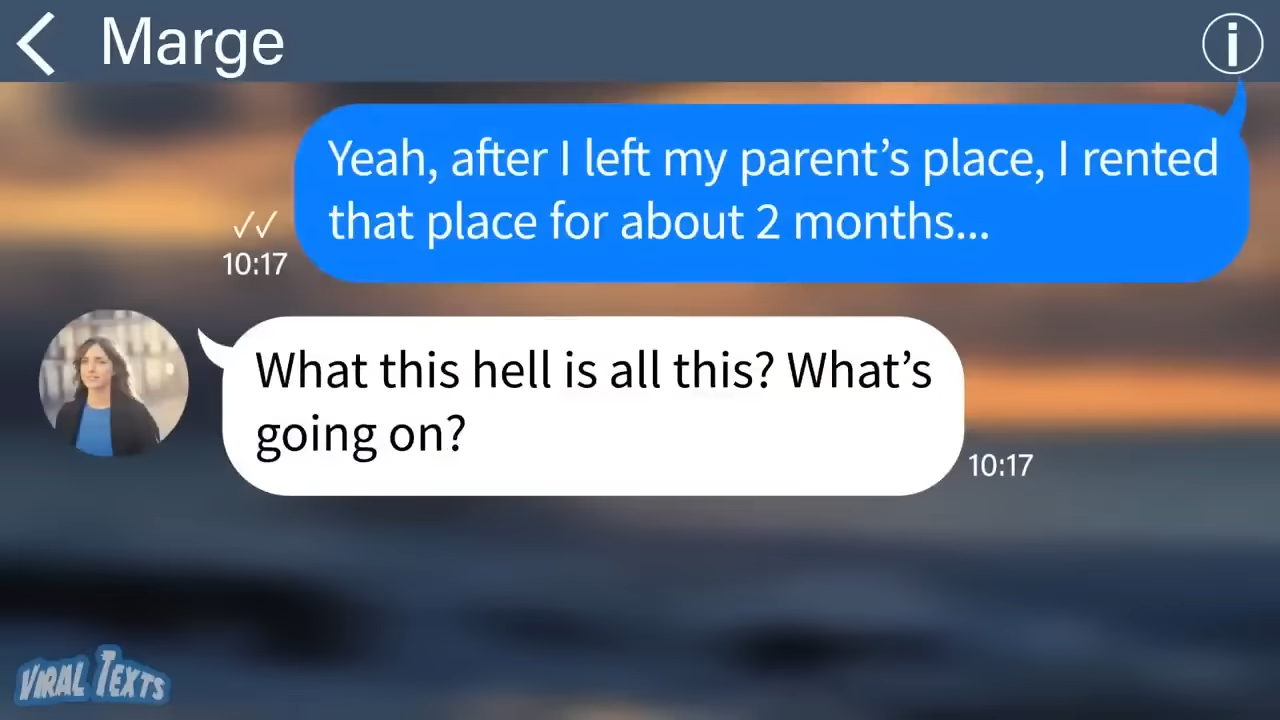 Marge
Yeah, after I left my parent’s place, I rented
that place for about 2 months...
✓✓
10:17
What this hell is all this? What’s
going on?
10:17
VIRAL TEXTS